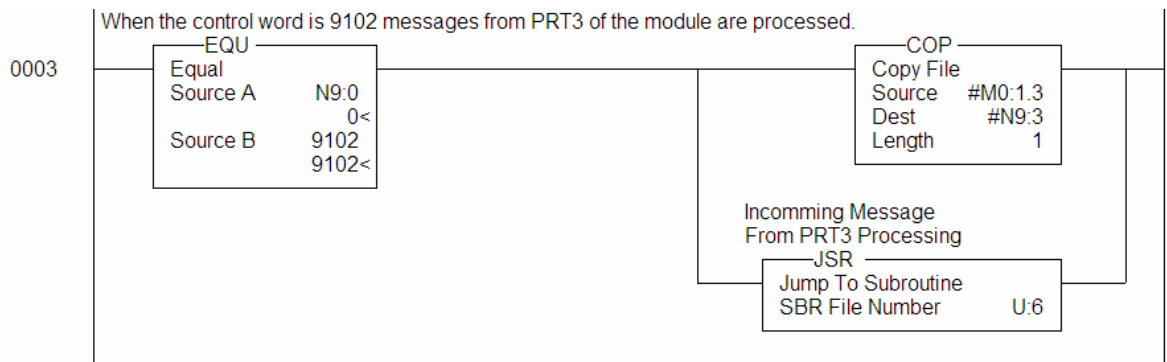 When the control word is 9102 messages from PRT3 of the module are processed.
0003
EQU
Equal
Source A N9:0
0<
Source B 9102
9102<
COP
Copy File
Source #M0:1.3
Dest #N9:3
Length 1
Incomming Message
From PRT3 Processing
JSR
Jump To Subroutine
SBR File Number U:6